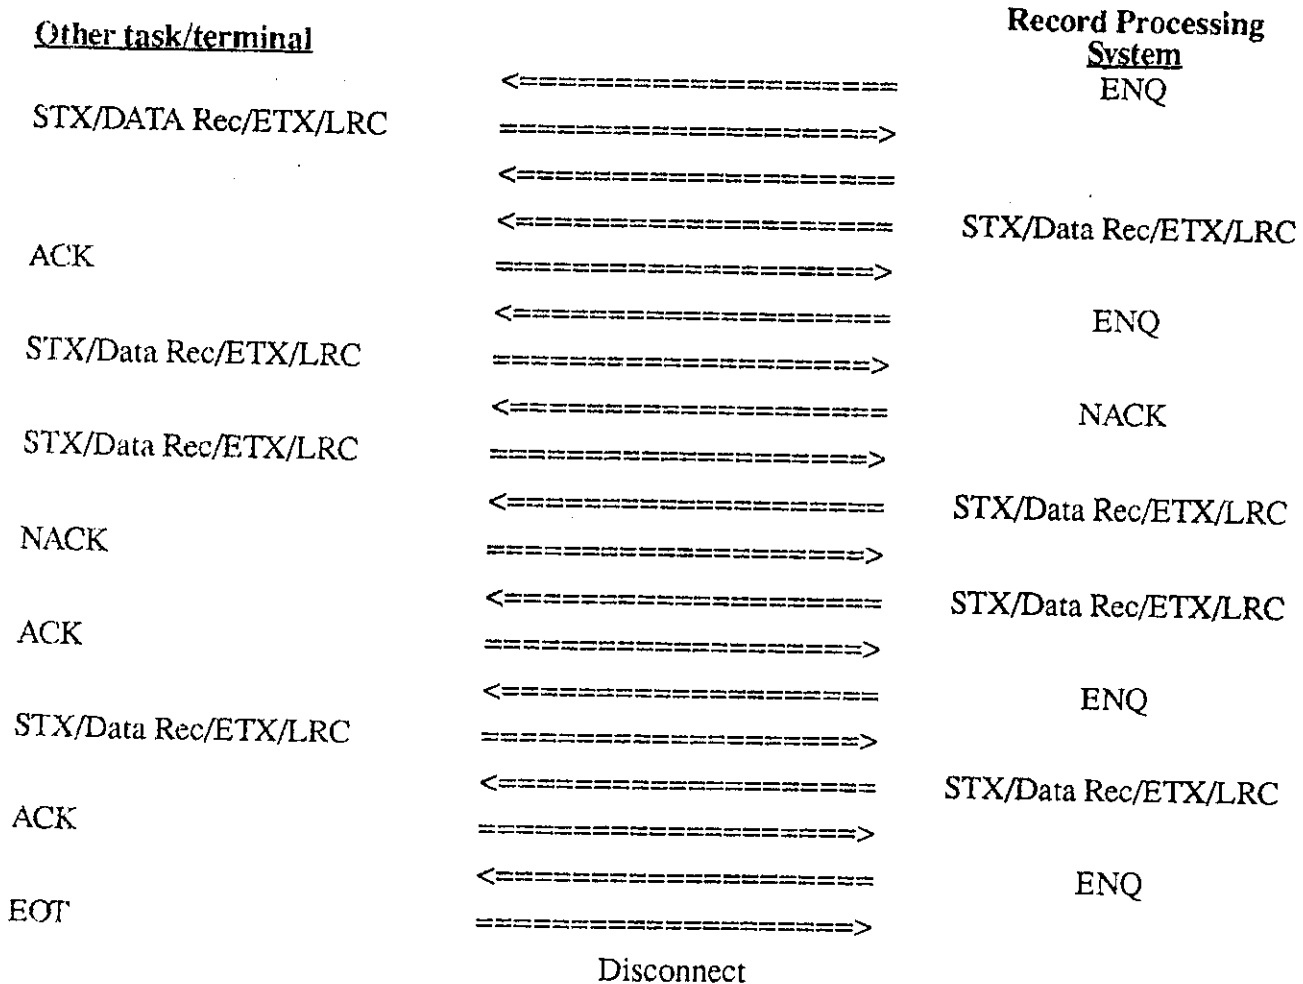 Other task/terminal
Record Processing
System
<================== ENQ
STX/DATA Rec/ETX/LRC ==================>
<==================
<================== STX/Data Rec/ETX/LRC
ACK ==================>
<================== ENQ
STX/Data Rec/ETX/LRC ==================>
<================== NACK
STX/Data Rec/ETX/LRC ==================>
<================== STX/Data Rec/ETX/LRC
NACK ==================>
<================== STX/Data Rec/ETX/LRC
ACK ==================>
<================== ENQ
STX/Data Rec/ETX/LRC ==================>
<================== STX/Data Rec/ETX/LRC
ACK ==================>
<================== ENQ
EOT ==================>
Disconnect